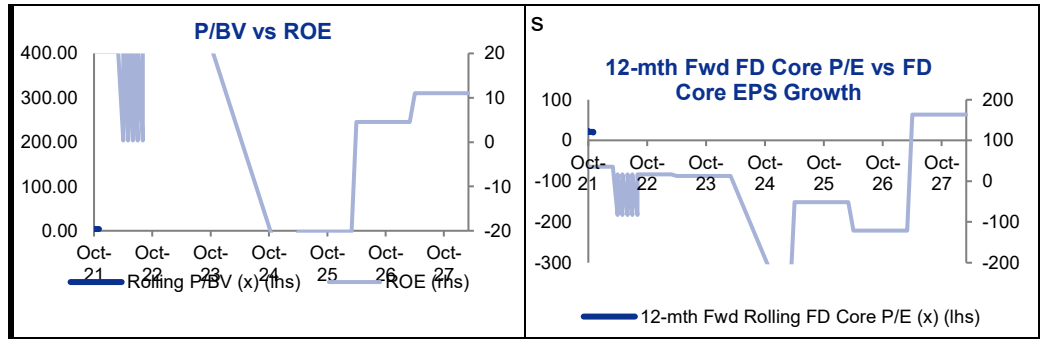 P/BV vs ROE
400.00
300.00
200.00
100.00
0.00
20
10
0
-10
-20
Oct-21
Oct-22
Oct-23
Oct-24
Oct-25
Oct-26
Oct-27
Rolling P/BV (x) (lhs)
ROE (rhs)
S
12-mth Fwd FD Core P/E vs FD
Core EPS Growth
100
0
-100
-200
-300
200
100
0
-100
-200
Oct-21
Oct-22
Oct-23
Oct-24
Oct-25
Oct-26
Oct-27
12-mth Fwd Rolling FD Core P/E (x) (lhs)